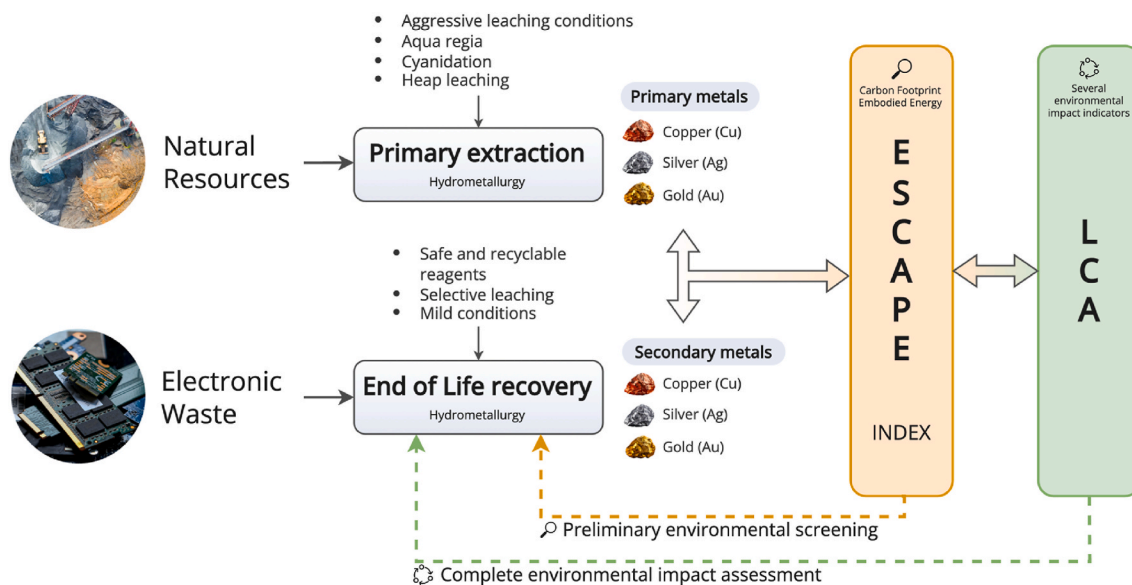 • Aggressive leaching conditions
• Aqua regia
• Cyanidation
• Heap leaching
Natural
Resources
Primary extraction
Hydrometallurgy
Primary metals
Copper (Cu)
Silver (Ag)
Gold (Au)
• Safe and recyclable
reagents
• Selective leaching
• Mild conditions
Electronic
Waste
End of Life recovery
Hydrometallurgy
Secondary metals
Copper (Cu)
Silver (Ag)
Gold (Au)
Carbon Footprint
Embodied Energy
E
S
C
A
P
E
INDEX
Several
environmental
impact indicators
L
C
A
Preliminary environmental screening
Complete environmental impact assessment